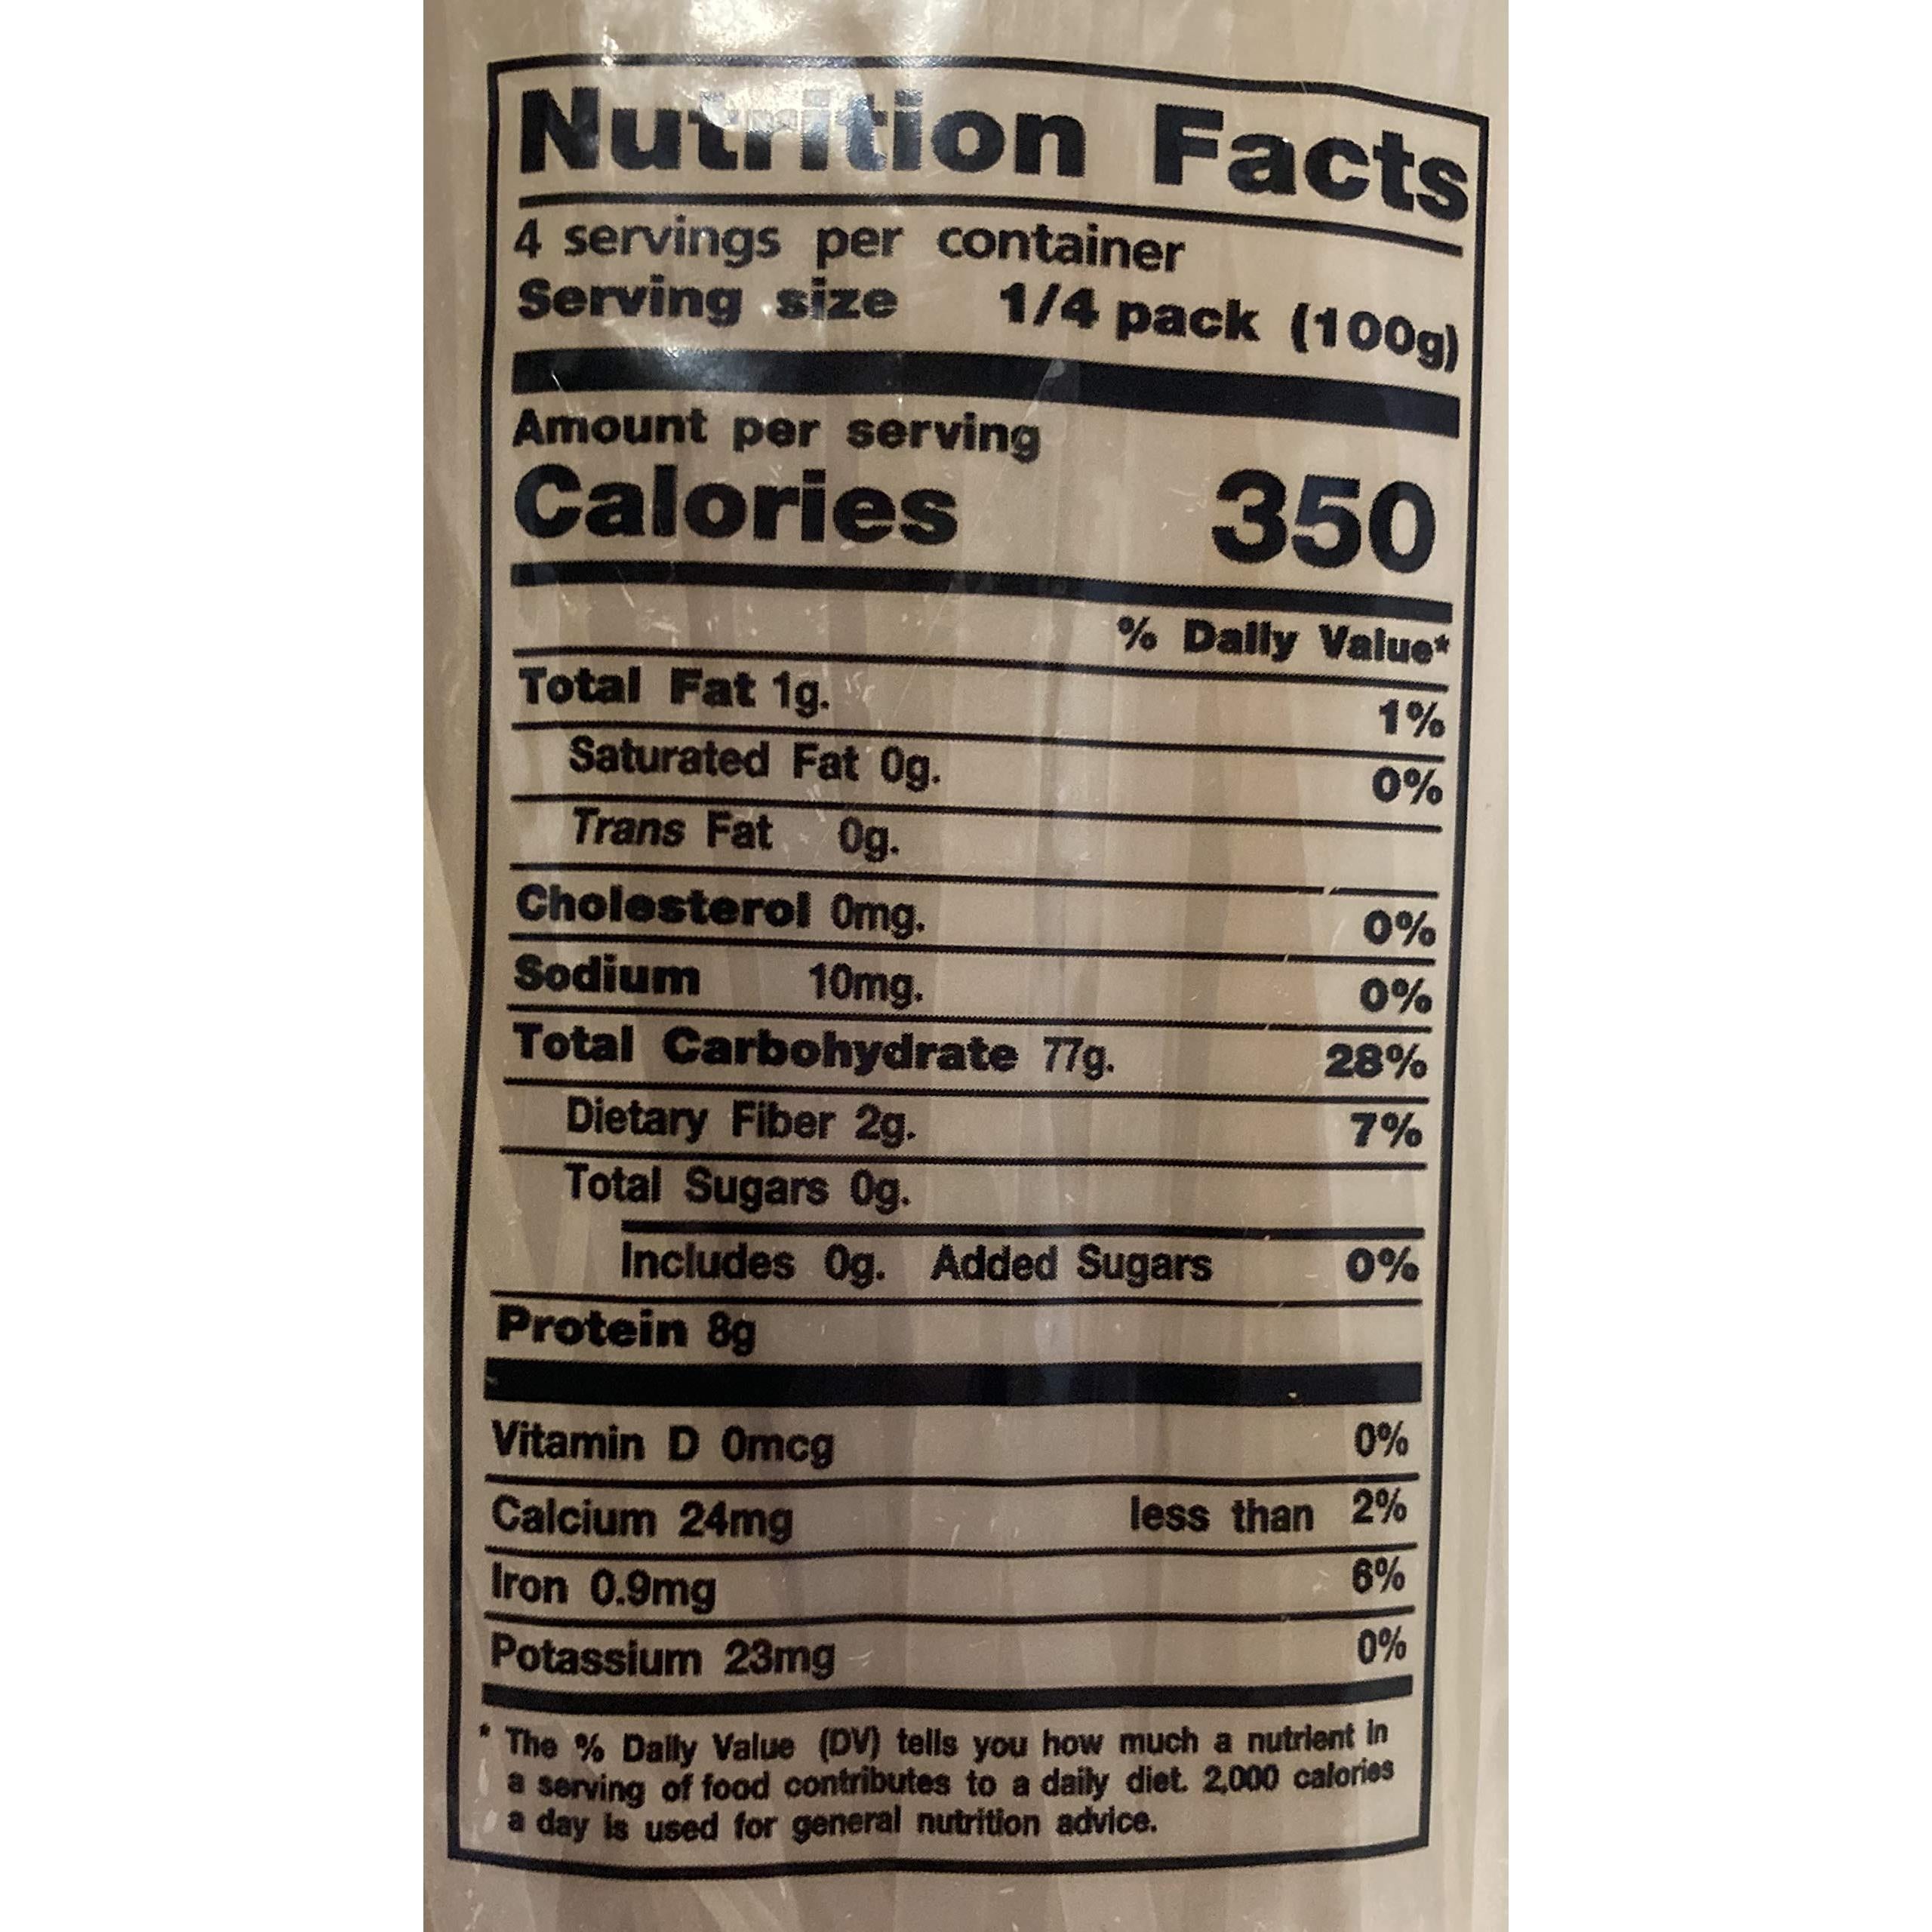 Nutrition Facts
4 servings per container
Serving size 1/4 pack (100g)
Amount per serving
Calories 350
% Daily Value*
Total Fat 1g. 1%
Saturated Fat 0g. 0%
Trans Fat 0g.
Cholesterol 0mg. 0%
Sodium 10mg. 0%
Total Carbohydrate 77g. 28%
Dietary Fiber 2g. 7%
Total Sugars 0g.
Includes 0g. Added Sugars 0%
Protein 8g
Vitamin D 0mcg 0%
Calcium 24mg less than 2%
Iron 0.9mg 6%
Potassium 23mg 0%
* The % Daily Value (DV) tells you how much a nutrient in
a serving of food contributes to a daily diet. 2,000 calories
a day is used for general nutrition advice.